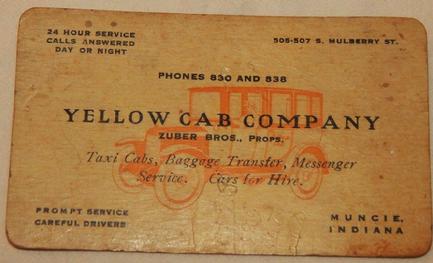 24 HOUR SERVICE
CALLS ANSWERED
DAY OR NIGHT
505-507 S. MULBERRY ST.
PHONES 830 AND 838
YELLOW CAB COMPANY
ZUBER BROS., PROPS.
Taxi Cabs, Baggage Transfer, Messenger
Service. Cars for Hire.
PROMPT SERVICE
CAREFUL DRIVERS
MUNCIE,
INDIANA